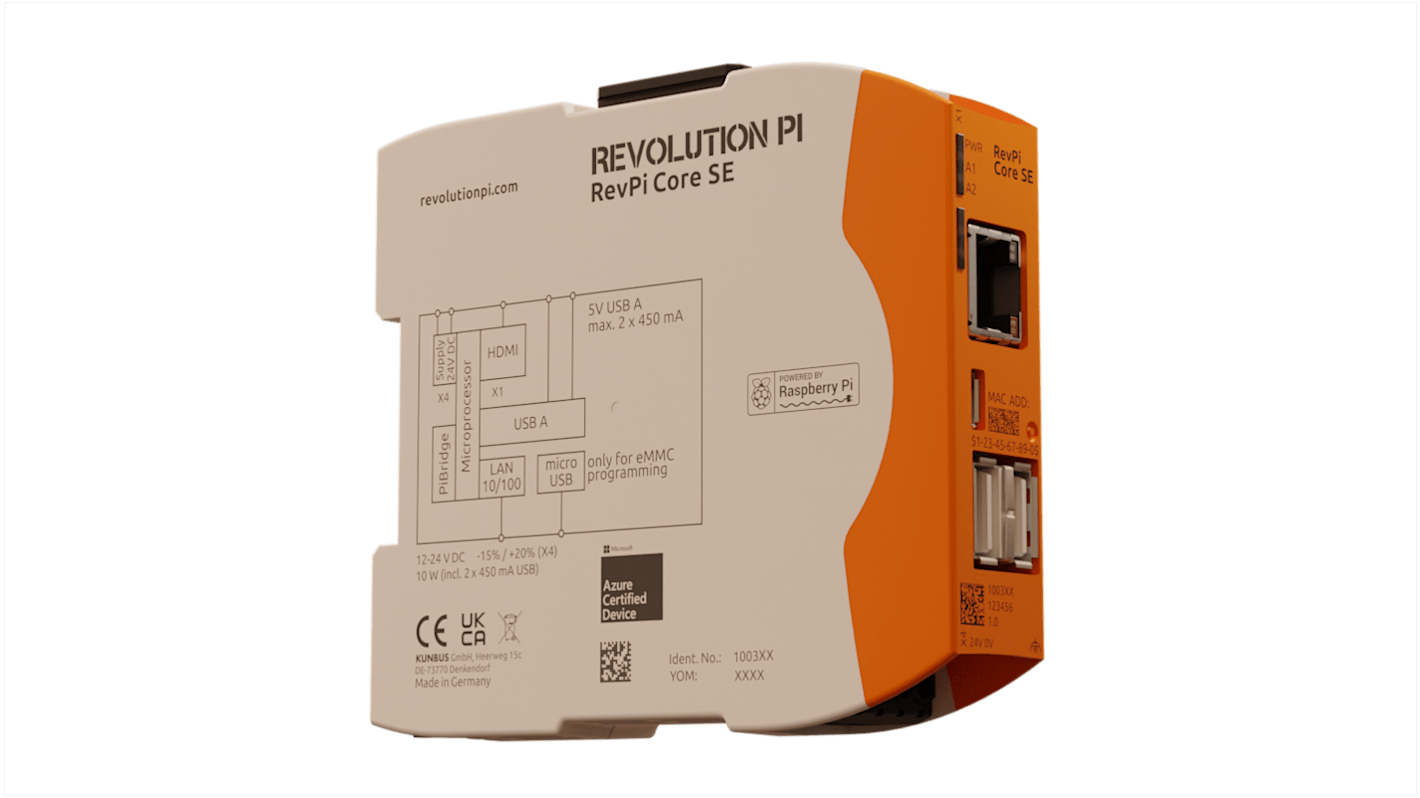 REVOLUTION PI
RevPi Core SE
revolutionpi.com
5V USB A
max. 2 x 450 mA
Supply
24V DC
HDMI
X4
X1
Microprocessor
USB A
PiBridge
LAN
10/100
micro
USB
only for eMMC
programming
12-24 V DC -15% / +20% (X4)
10 W (incl. 2 x 450 mA USB)
POWERED BY
Raspberry Pi
Microsoft
Azure
Certified
Device
CE
UK
CA
KUNBUS GmbH, Heerweg 15c
DE-73770 Denkendorf
Made in Germany
Ident. No.: 1003XX
YOM: XXXX
X1
PWR
A1
A2
RevPi
Core SE
MAC ADD:
S1-23-45-67-89-05
1003XX
123456
1.0
X4 24V 0V